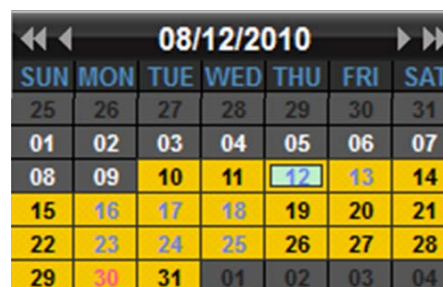 08/12/2010
SUN MON TUE WED THU FRI SAT
25 26 27 28 29 30 31
01 02 03 04 05 06 07
08 09 10 11 12 13 14
15 16 17 18 19 20 21
22 23 24 25 26 27 28
29 30 31 01 02 03 04